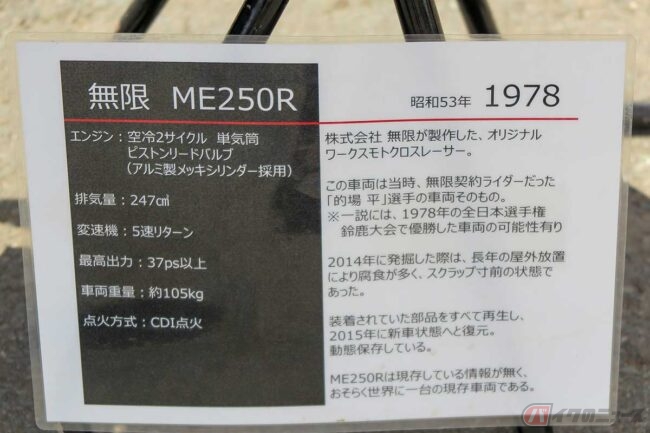 無限 ME250R
昭和53年 1978
エンジン：空冷2サイクル 単気筒
ピストンリードバルブ
（アルミ製メッキシリンダー採用）
排気量：247㎤
変速機：5速リターン
最高出力：37ps以上
車両重量：約105kg
点火方式：CDI点火
株式会社 無限が製作した、オリジナル
ワークスモトクロスレーサー。
この車両は当時、無限契約ライダーだった
「的場 平」選手の車両そのもの。
※一説には、1978年の全日本選手権
鈴鹿大会で優勝した車両の可能性有り
2014年に発掘した際は、長年の屋外放置
により腐食が多く、スクラップ寸前の状態で
あった。
装着されていた部品をすべて再生し、
2015年に新車状態へと復元。
動態保存している。
ME250Rは現存している情報が無く、
おそらく世界に一台の現存車両である。
バイクのニュース